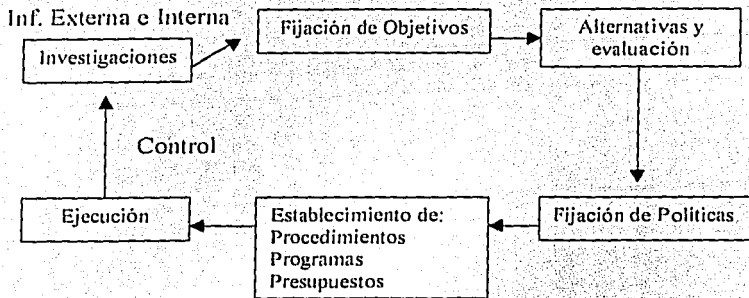 Inf. Externa e Interna
Investigaciones
Fijación de Objetivos
Alternativas y
evaluación
Fijación de Políticas
Establecimiento de:
Procedimientos
Programas
Presupuestos
Ejecución
Control